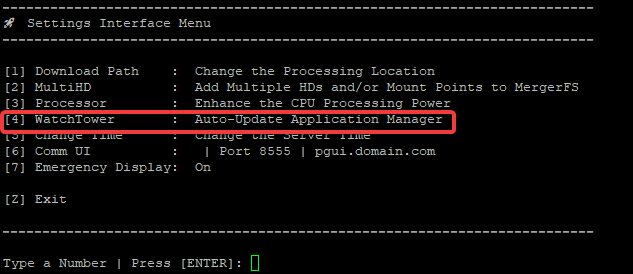 Settings Interface Menu
[1] Download Path : Change the Processing Location
[2] MultiHD : Add Multiple HDs and/or Mount Points to MergerFS
[3] Processor : Enhance the CPU Processing Power
[4] WatchTower : Auto-Update Application Manager
[5] Change Time : Change the Server Time
[6] Comm UI : | Port 8555 | pgui.domain.com
[7] Emergency Display: On
[Z] Exit
Type a Number | Press [ENTER]: